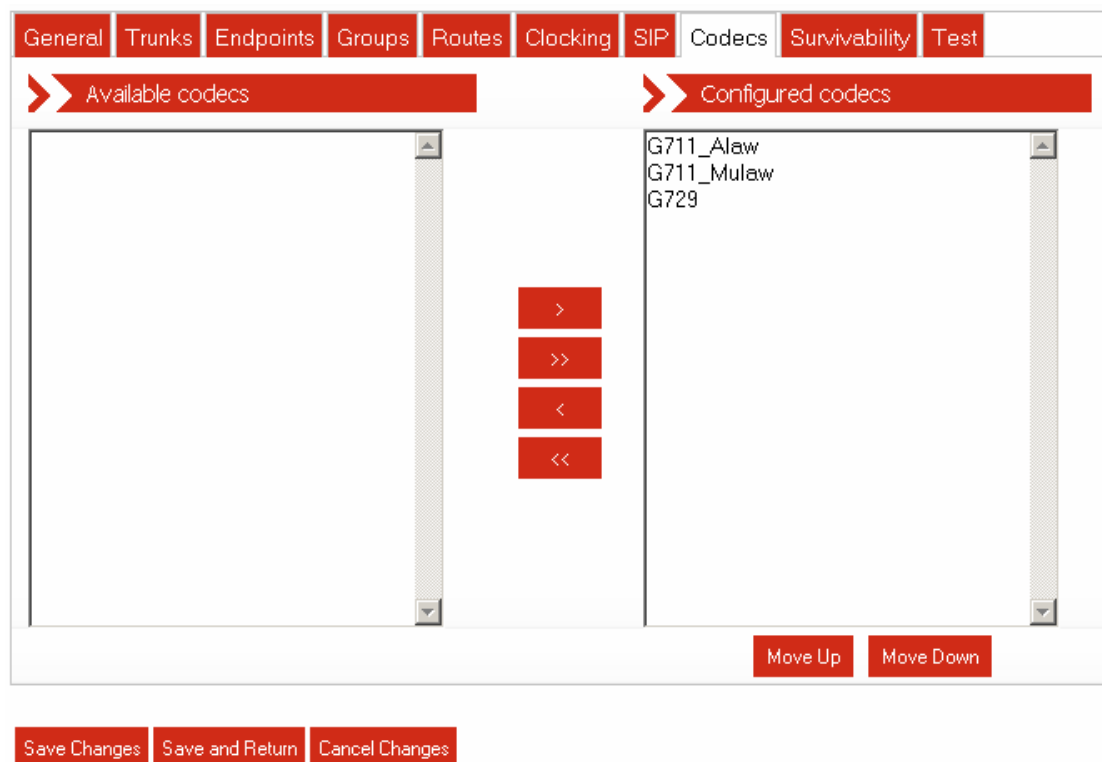 General Trunks Endpoints Groups Routes Clocking SIP Codecs Survivability Test
Available codecs
Configured codecs
G711_Alaw
G711_Mulaw
G729
>
>>
<
<<
Move Up Move Down
Save Changes Save and Return Cancel Changes